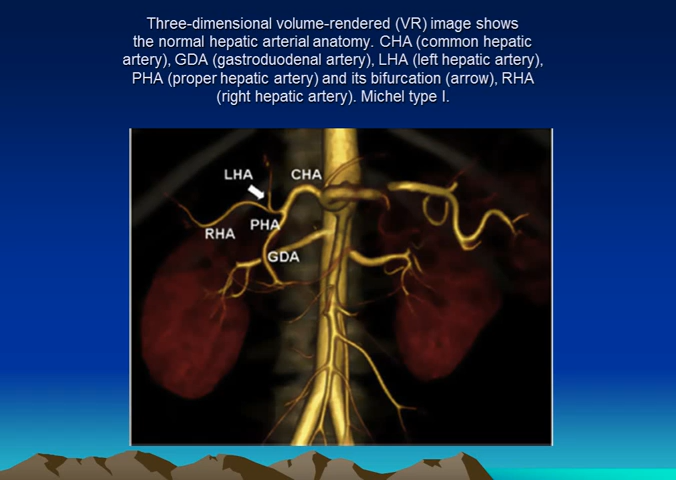 Three-dimensional volume-rendered (VR) image shows
the normal hepatic arterial anatomy. CHA (common hepatic
artery), GDA (gastroduodenal artery), LHA (left hepatic artery),
PHA (proper hepatic artery) and its bifurcation (arrow), RHA
(right hepatic artery). Michel type I.
LHA
CHA
PHA
RHA
GDA